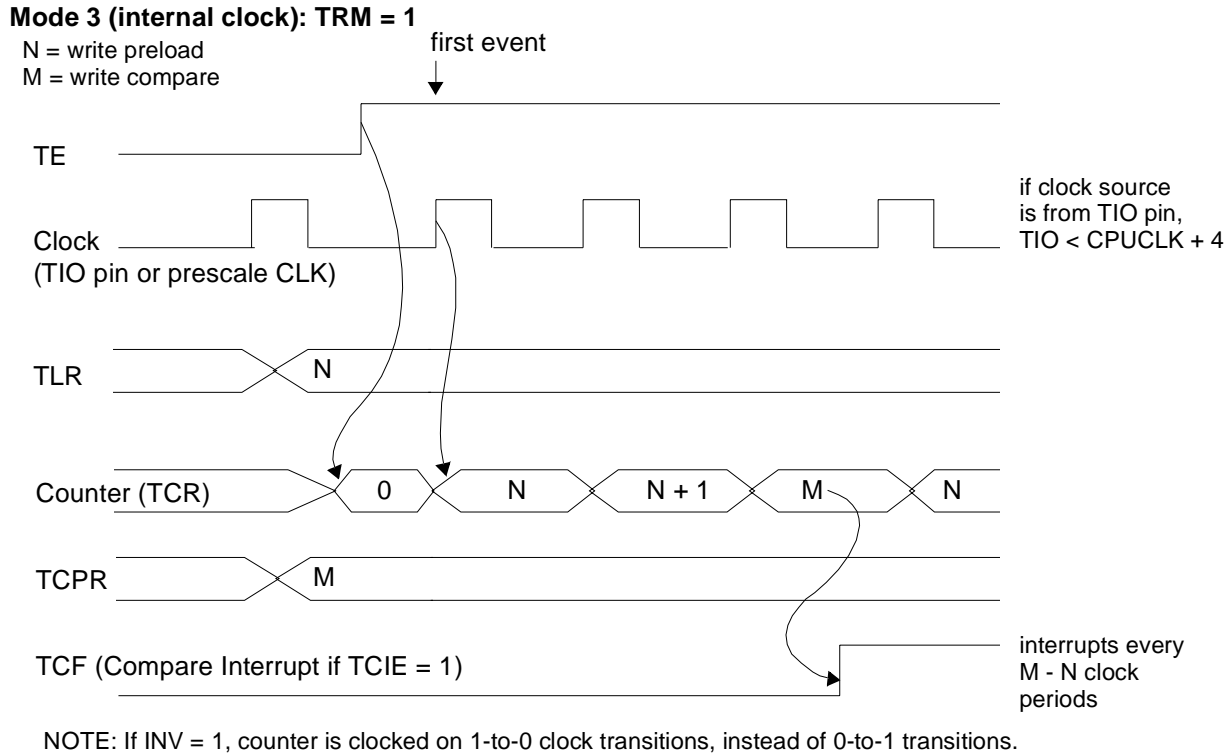 Mode 3 (internal clock): TRM = 1
N = write preload
M = write compare
first event
TE
Clock
(TIO pin or prescale CLK)
if clock source
is from TIO pin,
TIO < CPUCLK + 4
TLR
N
Counter (TCR)
0
N
N + 1
M
N
TCPR
M
TCF (Compare Interrupt if TCIE = 1)
interrupts every
M - N clock
periods
NOTE: If INV = 1, counter is clocked on 1-to-0 clock transitions, instead of 0-to-1 transitions.